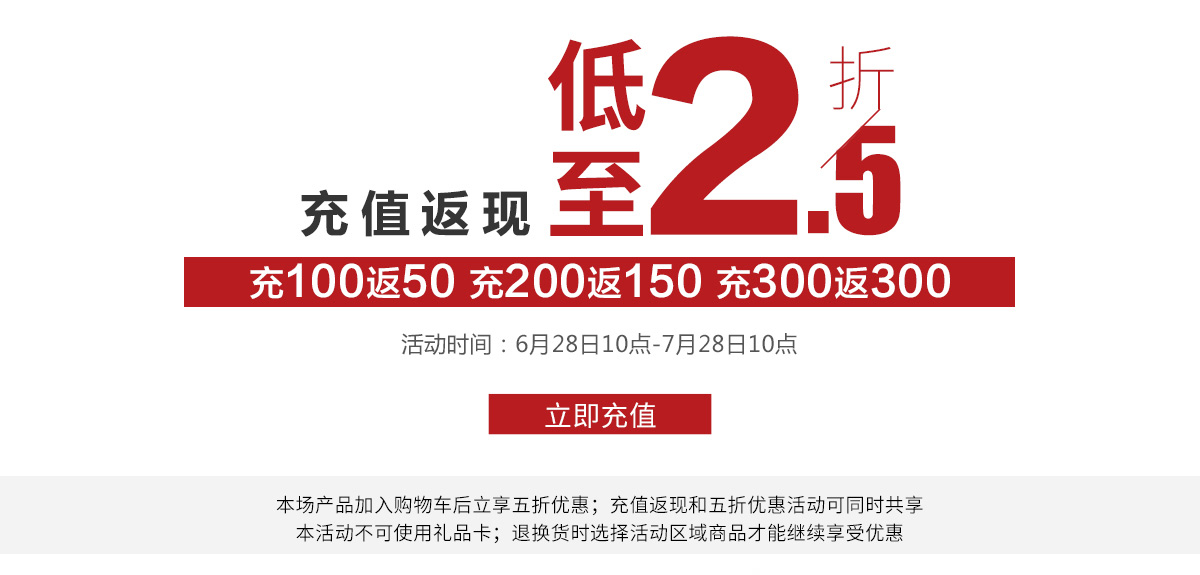 充值返现低至2.5折
充100返50 充200返150 充300返300
活动时间：6月28日10点-7月28日10点
立即充值
本场产品加入购物车后立享五折优惠；充值返现和五折优惠活动可同时共享
本活动不可使用礼品卡；退换货时选择活动区域商品才能继续享受优惠